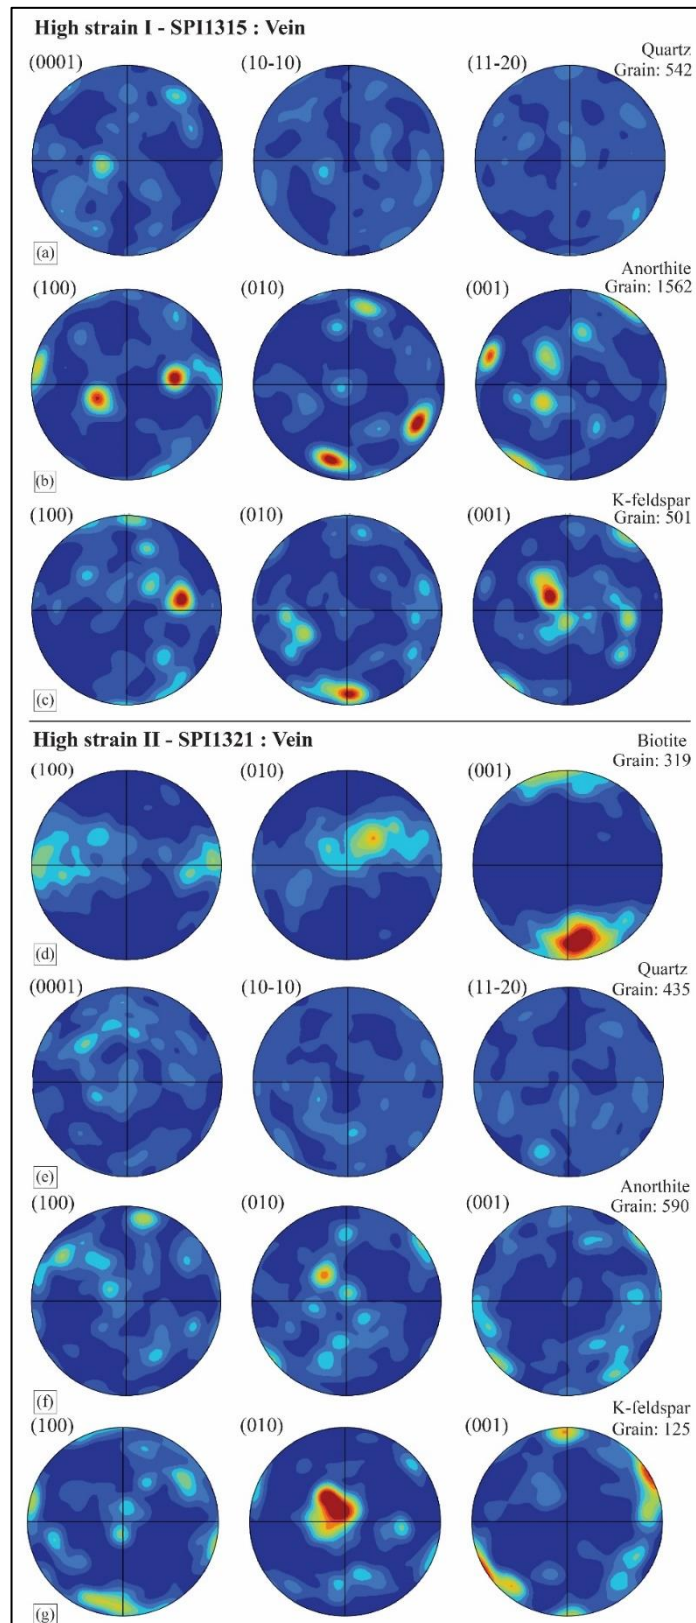 High strain I - SPI1315 : Vein
Quartz
Grain: 542
(0001) (10-10) (11-20)
(a)
Anorthite
Grain: 1562
(100) (010) (001)
(b)
K-feldspar
Grain: 501
(100) (010) (001)
(c)
High strain II - SPI1321 : Vein
Biotite
Grain: 319
(100) (010) (001)
(d)
Quartz
Grain: 435
(0001) (10-10) (11-20)
(e)
Anorthite
Grain: 590
(100) (010) (001)
(f)
K-feldspar
Grain: 125
(100) (010) (001)
(g)